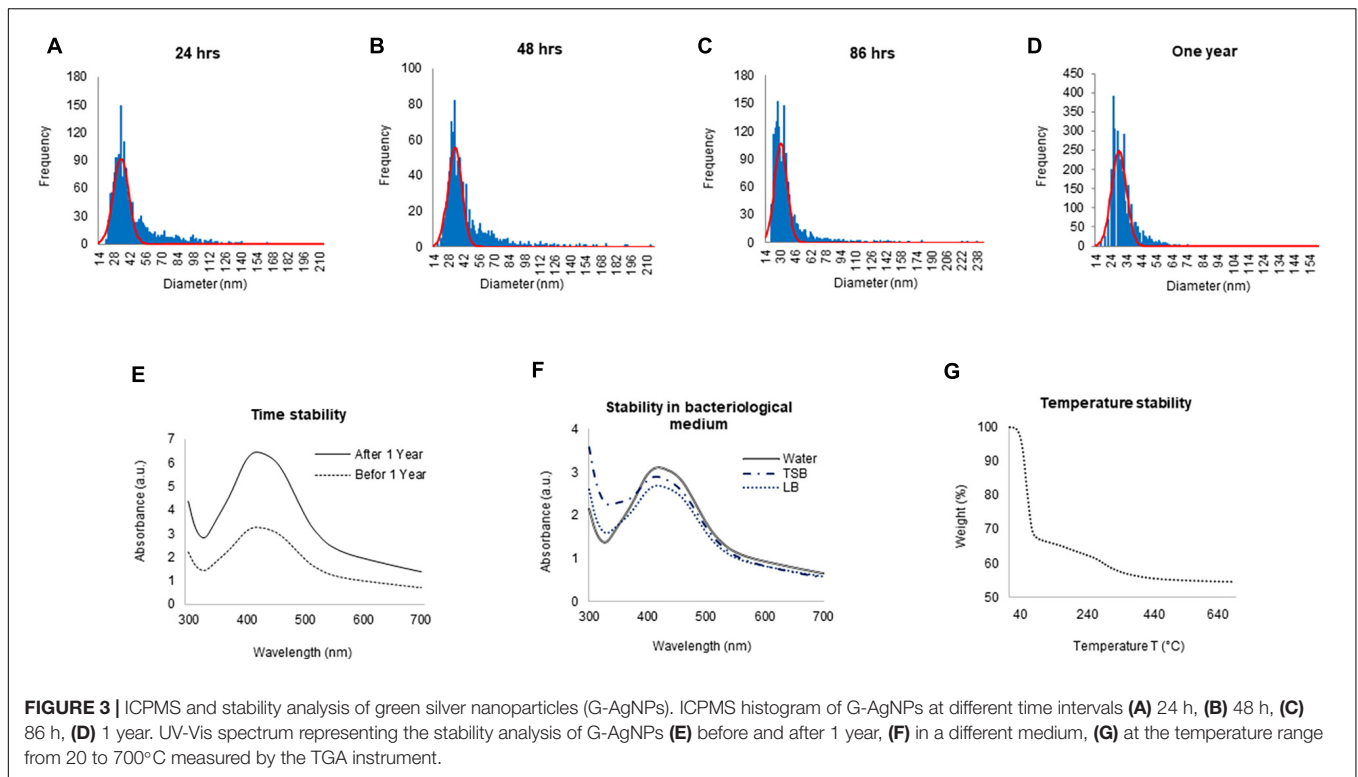 A
24 hrs
180
150
120
90
60
30
0
Frequency
14 28 42 56 70 84 98 112 126 140 154 168 182 196 210
Diameter (nm)
B
48 hrs
100
80
60
40
20
0
Frequency
14 28 42 56 70 84 98 112 126 140 154 168 182 196 210
Diameter (nm)
C
86 hrs
180
150
120
90
60
30
0
Frequency
14 30 46 62 78 94 110 126 142 158 174 190 206 222 238
Diameter (nm)
D
One year
450
400
350
300
250
200
150
100
50
0
Frequency
14 24 34 44 54 64 74 84 94 104 114 124 134 144 154
Diameter (nm)
E
Time stability
7
6
5
4
3
2
1
0
Absorbance (a.u.)
After 1 Year
Befor 1 Year
300 400 500 600 700
Wavelength (nm)
F
Stability in bacteriological
medium
4
3
2
1
0
Absorbance (a.u.)
Water
TSB
LB
300 400 500 600 700
Wavelength (nm)
G
Temperature stability
100
90
80
70
60
50
Weight (%)
40 240 440 640
Temperature T (°C)
FIGURE 3 | ICPMS and stability analysis of green silver nanoparticles (G-AgNPs). ICPMS histogram of G-AgNPs at different time intervals (A) 24 h, (B) 48 h, (C)
86 h, (D) 1 year. UV-Vis spectrum representing the stability analysis of G-AgNPs (E) before and after 1 year, (F) in a different medium, (G) at the temperature range
from 20 to 700°C measured by the TGA instrument.